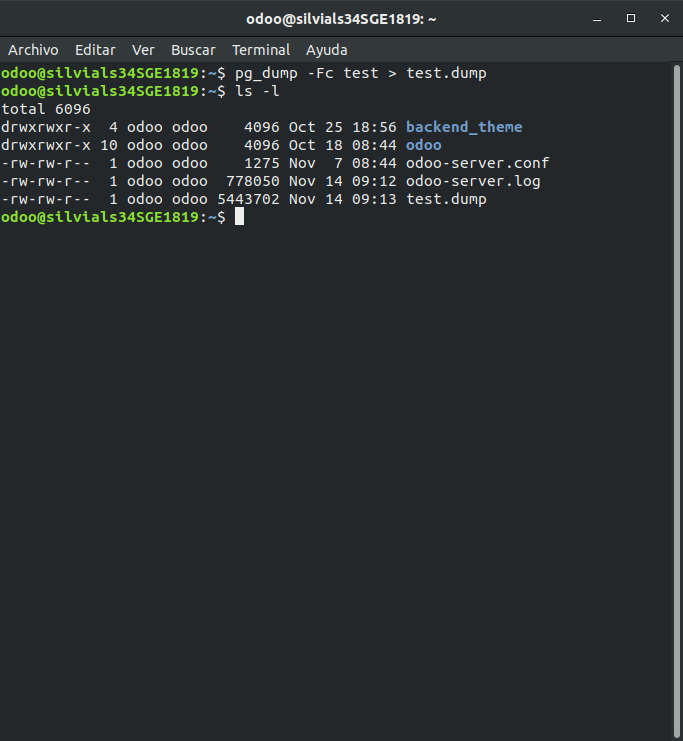 odoo@silvials34SGE1819: ~
Archivo Editar Ver Buscar Terminal Ayuda
odoo@silvials34SGE1819:~$ pg_dump -Fc test > test.dump
odoo@silvials34SGE1819:~$ ls -l
total 6096
drwxrwxr-x  4 odoo odoo    4096 Oct 25 18:56 backend_theme
drwxrwxr-x 10 odoo odoo    4096 Oct 18 08:44 odoo
-rw-rw-r--  1 odoo odoo    1275 Nov  7 08:44 odoo-server.conf
-rw-rw-r--  1 odoo odoo  778050 Nov 14 09:12 odoo-server.log
-rw-rw-r--  1 odoo odoo 5443702 Nov 14 09:13 test.dump
odoo@silvials34SGE1819:~$